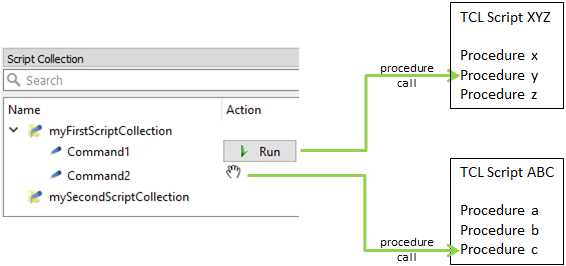 Script Collection
Search
Name Action
myFirstScriptCollection
Command1 Run
Command2
mySecondScriptCollection
procedure
call
procedure
call
TCL Script XYZ
Procedure x
Procedure y
Procedure z
TCL Script ABC
Procedure a
Procedure b
Procedure c